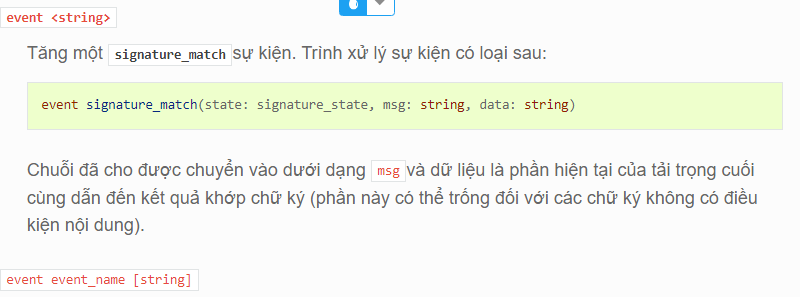 event <string>
Tăng một signature_match sự kiện. Trình xử lý sự kiện có loại sau:
event signature_match(state: signature_state, msg: string, data: string)
Chuỗi đã cho được chuyển vào dưới dạng msg và dữ liệu là phần hiện tại của tải trọng cuối
cùng dẫn đến kết quả khớp chữ ký (phần này có thể trống đối với các chữ ký không có điều
kiện nội dung).
event event_name [string]